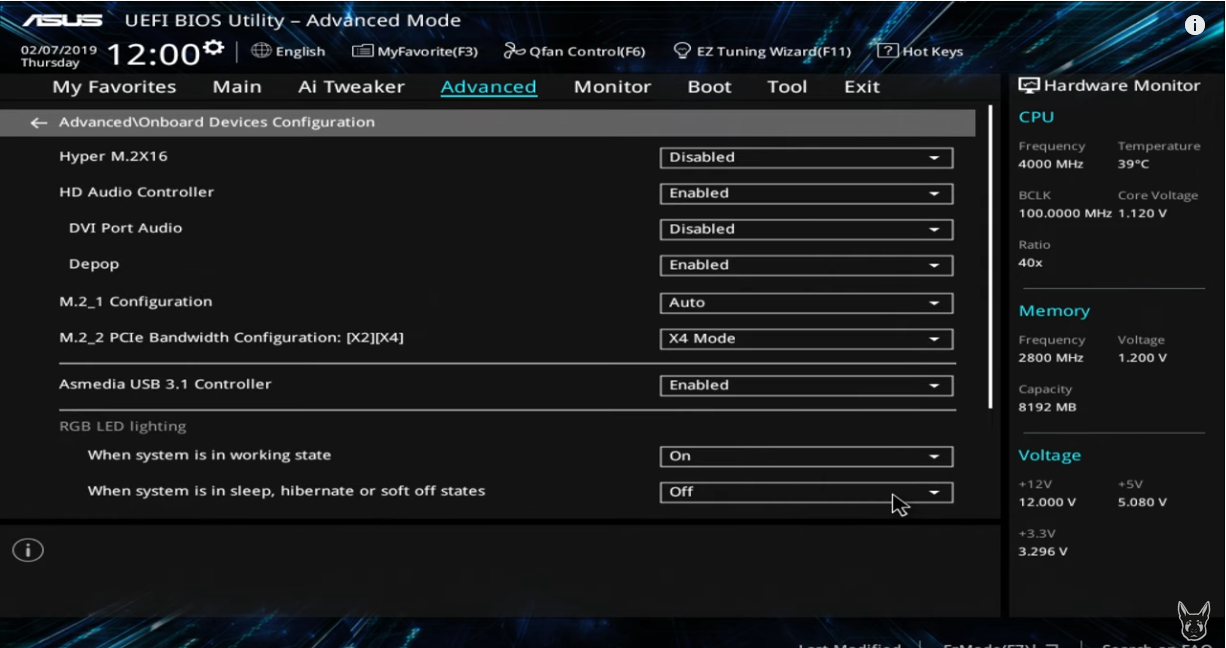 ASUS UEFI BIOS Utility – Advanced Mode
02/07/2019 Thursday 12:00 English MyFavorite(F3) Qfan Control(F6) EZ Tuning Wizard(F11) ? Hot Keys
My Favorites Main Ai Tweaker Advanced Monitor Boot Tool Exit
← Advanced\Onboard Devices Configuration
Hyper M.2X16 Disabled
HD Audio Controller Enabled
DVI Port Audio Disabled
Depop Enabled
M.2_1 Configuration Auto
M.2_2 PCIe Bandwidth Configuration: [X2][X4] X4 Mode
Asmedia USB 3.1 Controller Enabled
RGB LED lighting
When system is in working state On
When system is in sleep, hibernate or soft off states Off
i
Hardware Monitor
CPU
Frequency Temperature
4000 MHz 39°C
BCLK Core Voltage
100.0000 MHz 1.120 V
Ratio
40x
Memory
Frequency Voltage
2800 MHz 1.200 V
Capacity
8192 MB
Voltage
+12V +5V
12.000 V 5.080 V
+3.3V
3.296 V
Last Modified EzMode(F7) Search on FAQ